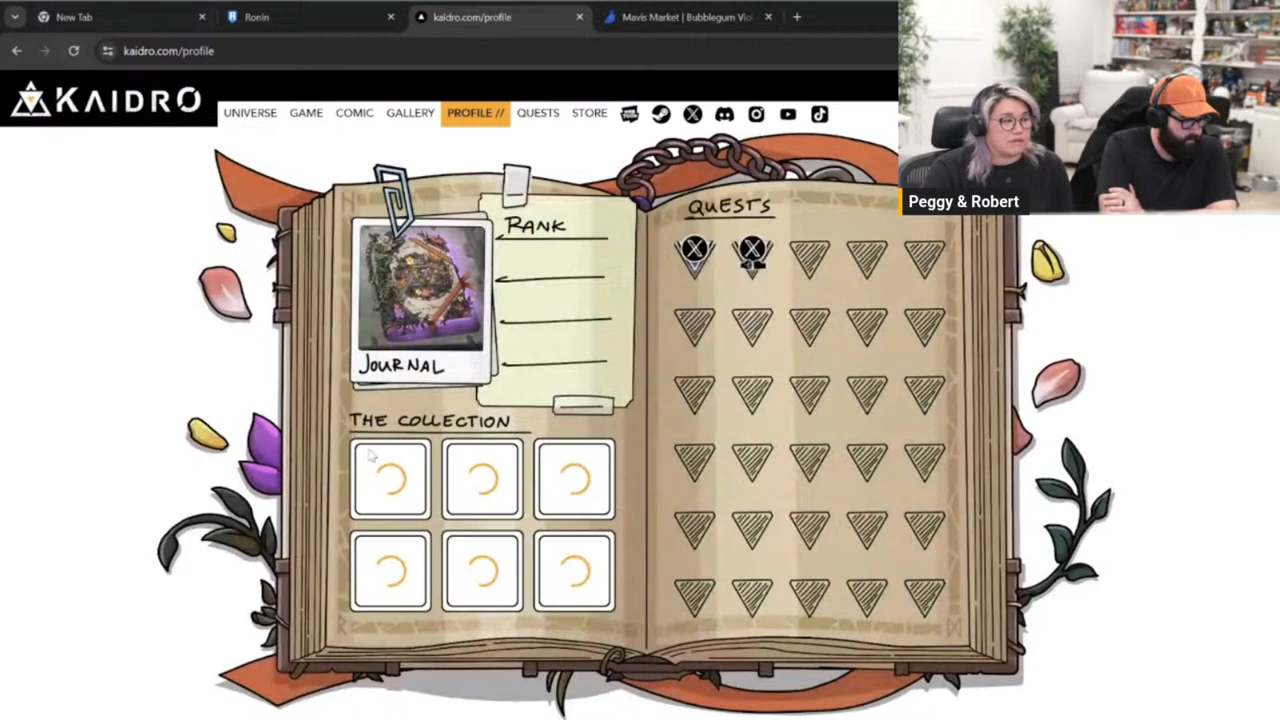 New Tab
Ronin
kaidro.com/profile
Mavis Market | Bubblegum Vi
kaidro.com/profile
KAIDRO
UNIVERSE
GAME
COMIC
GALLERY
PROFILE //
QUESTS
STORE
Peggy & Robert
RANK
JOURNAL
THE COLLECTION
QUESTS